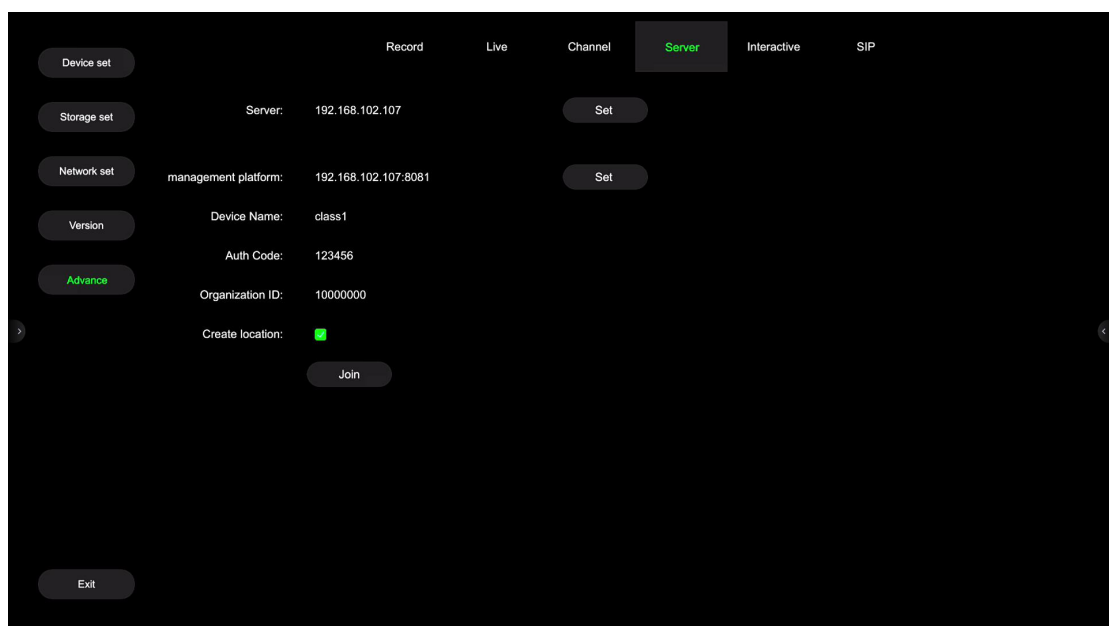 Record Live Channel Server Interactive SIP
Device set
Storage set
Network set
Version
Advance
Exit
Server: 192.168.102.107 Set
management platform: 192.168.102.107:8081 Set
Device Name: class1
Auth Code: 123456
Organization ID: 10000000
Create location:
Join